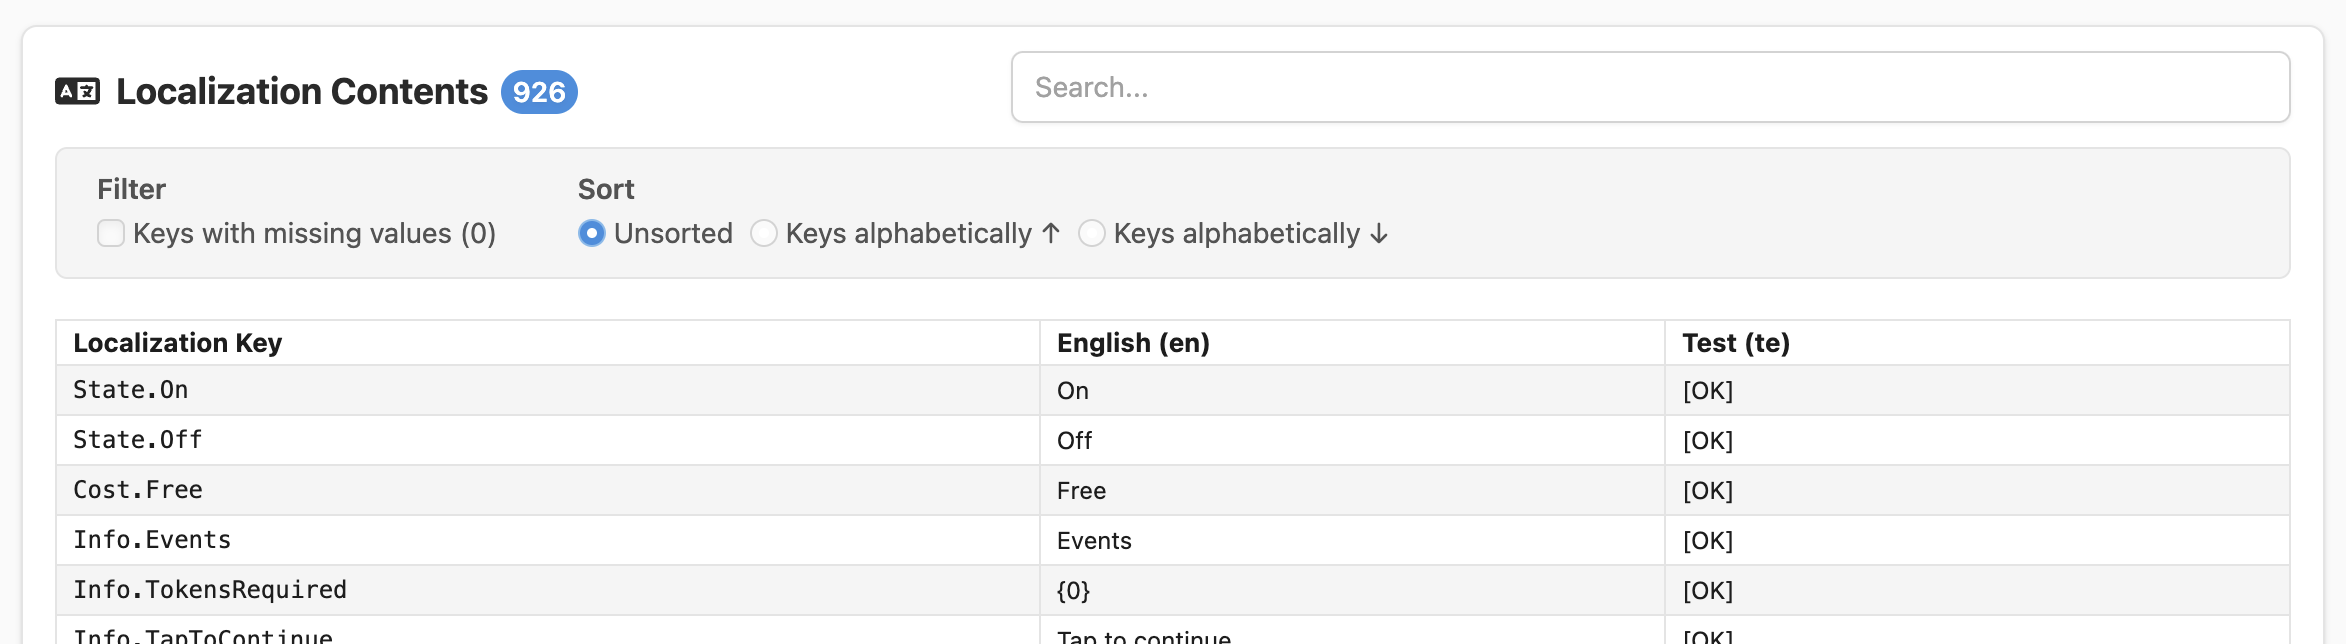 Localization Contents 926
Search...
Filter
Keys with missing values (0)
Sort
Unsorted Keys alphabetically ↑ Keys alphabetically ↓
Localization Key English (en) Test (te)
State.On On [OK]
State.Off Off [OK]
Cost.Free Free [OK]
Info.Events Events [OK]
Info.TokensRequired {0} [OK]
Info.TapToContinue Tap to continue [OK]